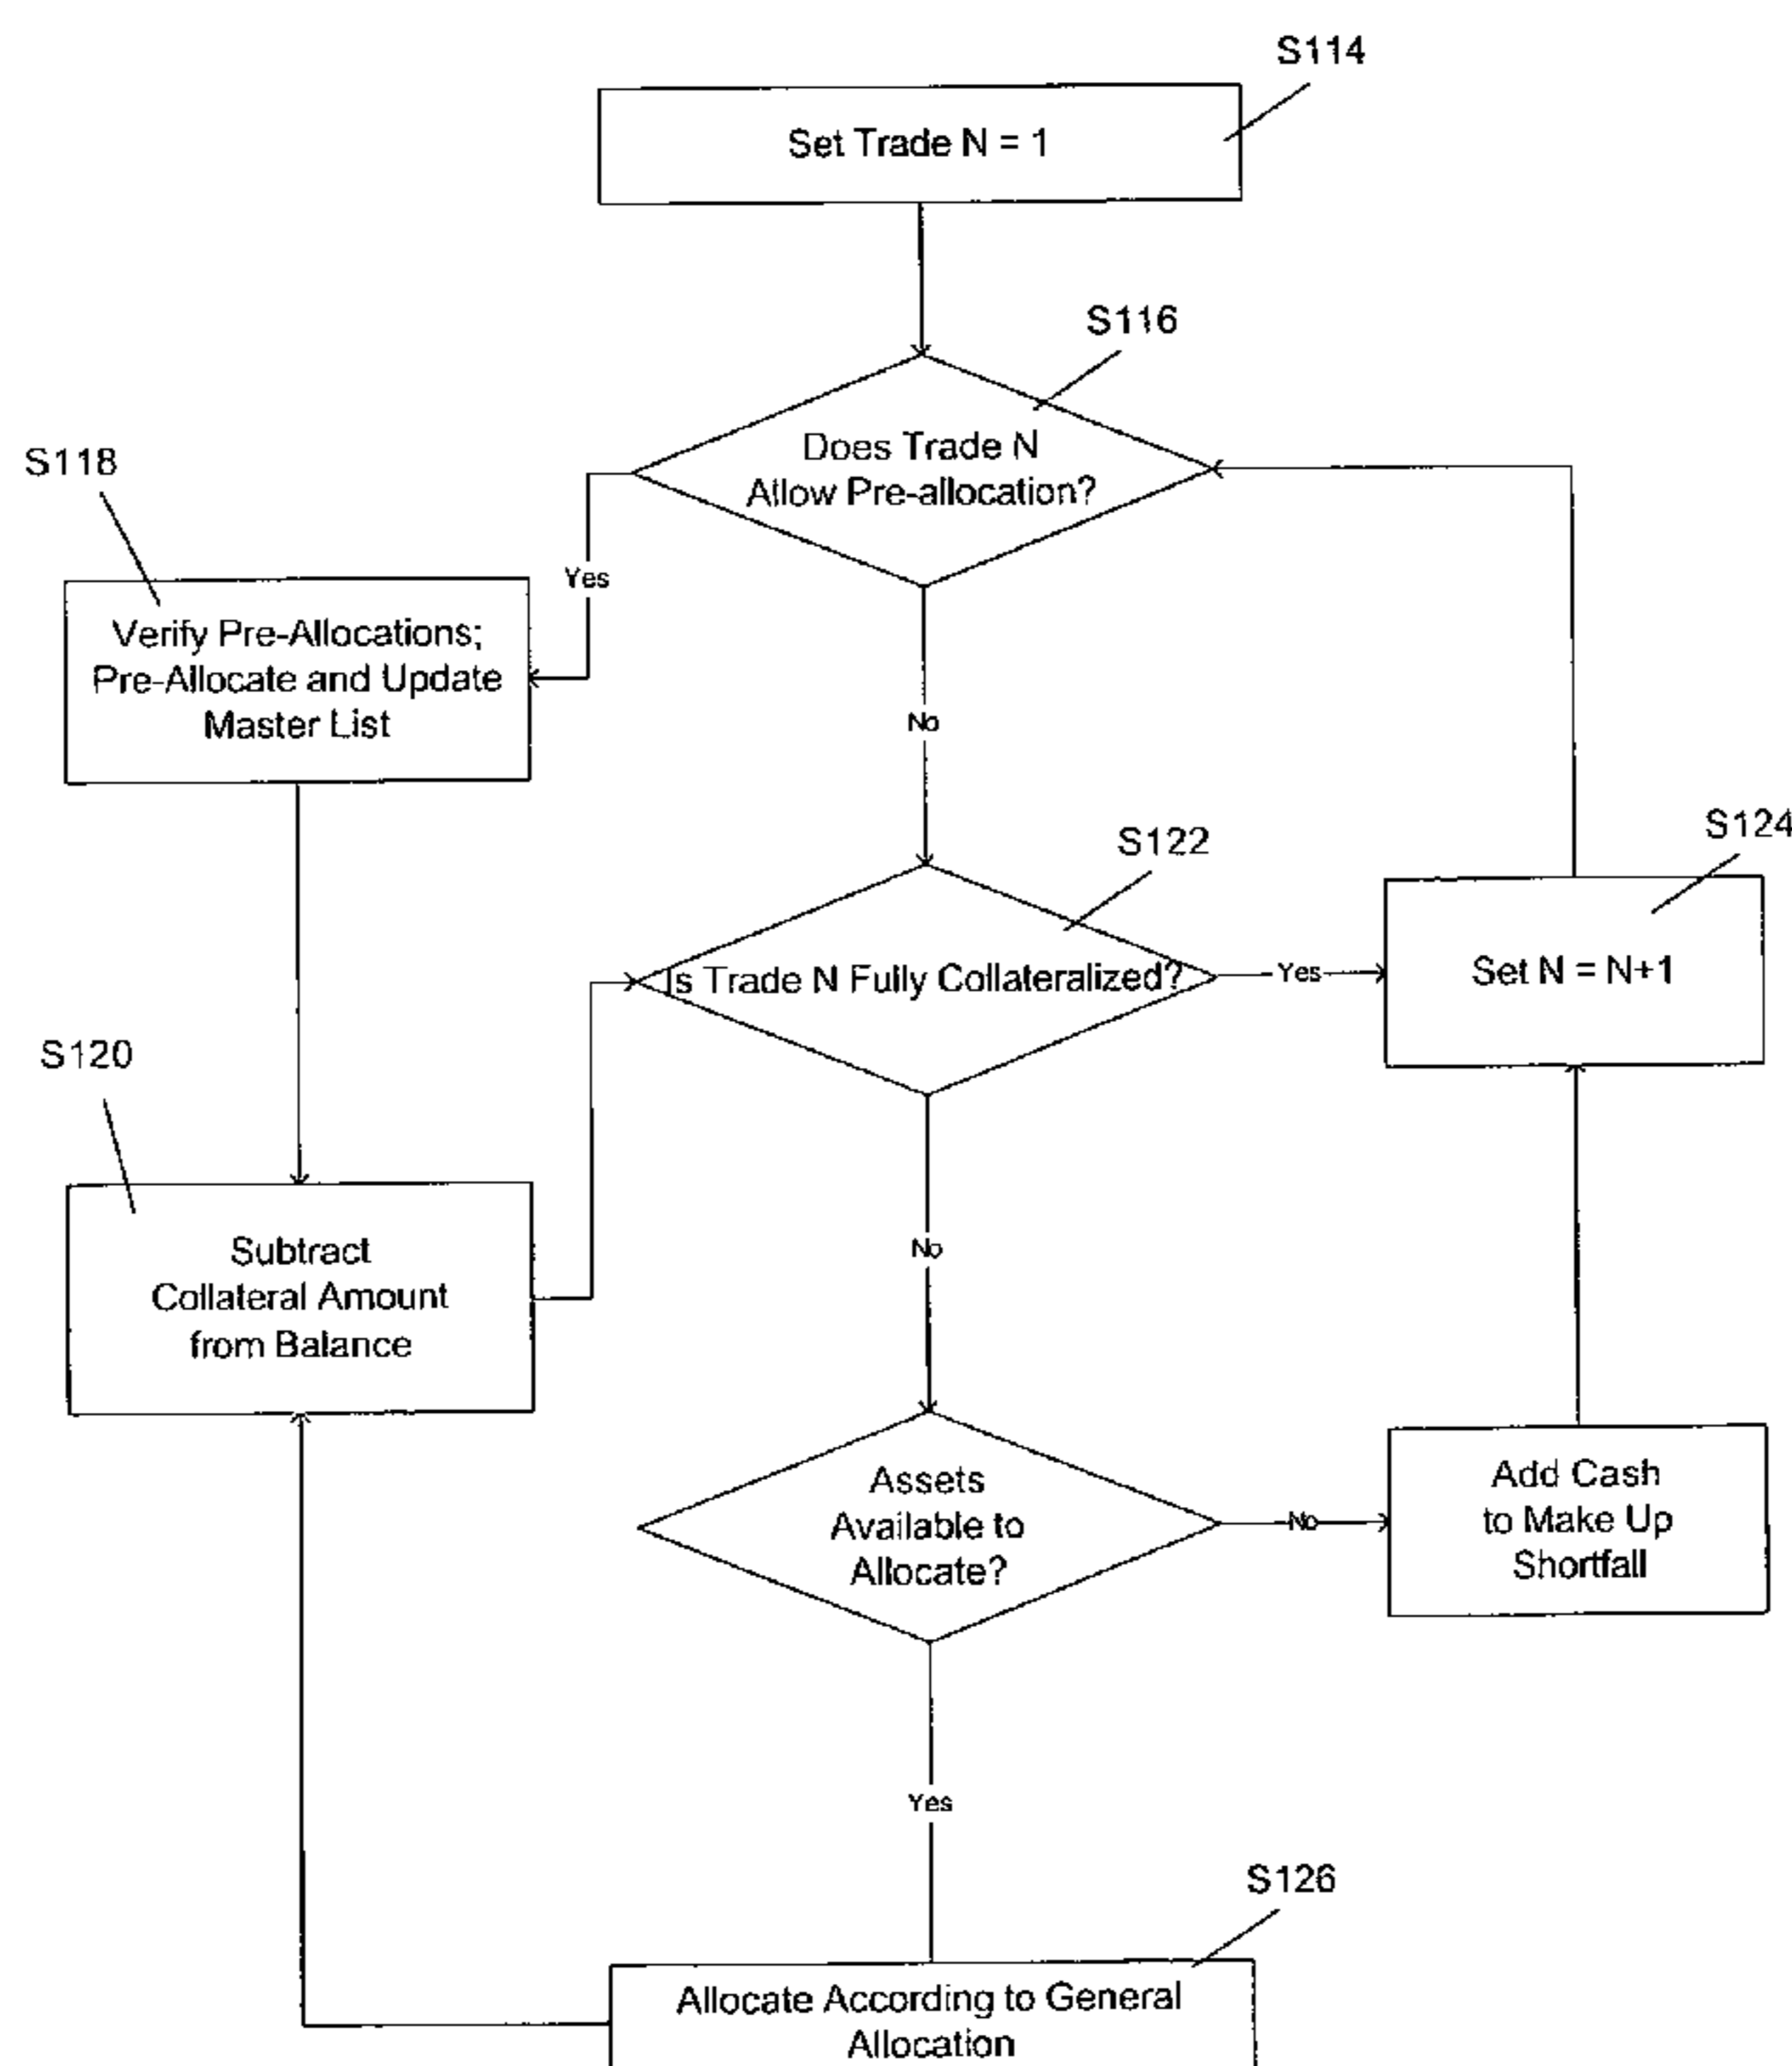 S114
Set Trade N = 1
S116
Does Trade N
Allow Pre-allocation?
S118
Yes
Verify Pre-Allocations;
Pre-Allocate and Update
Master List
No
S122
S124
Is Trade N Fully Collateralized?
Yes
Set N = N+1
S120
Subtract
Collateral Amount
from Balance
No
Assets
Available to
Allocate?
No
Add Cash
to Make Up
Shortfall
Yes
S126
Allocate According to General
Allocation